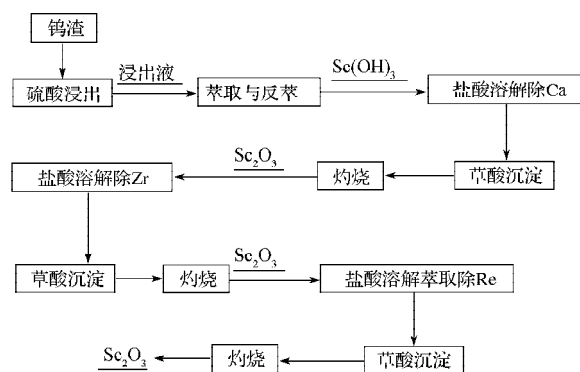 钨渣
硫酸浸出
浸出液
萃取与反萃
Sc(OH)3
盐酸溶解除Ca
盐酸溶解除Zr
Sc2O3
灼烧
草酸沉淀
草酸沉淀
灼烧
Sc2O3
盐酸溶解萃取除Re
Sc2O3
灼烧
草酸沉淀